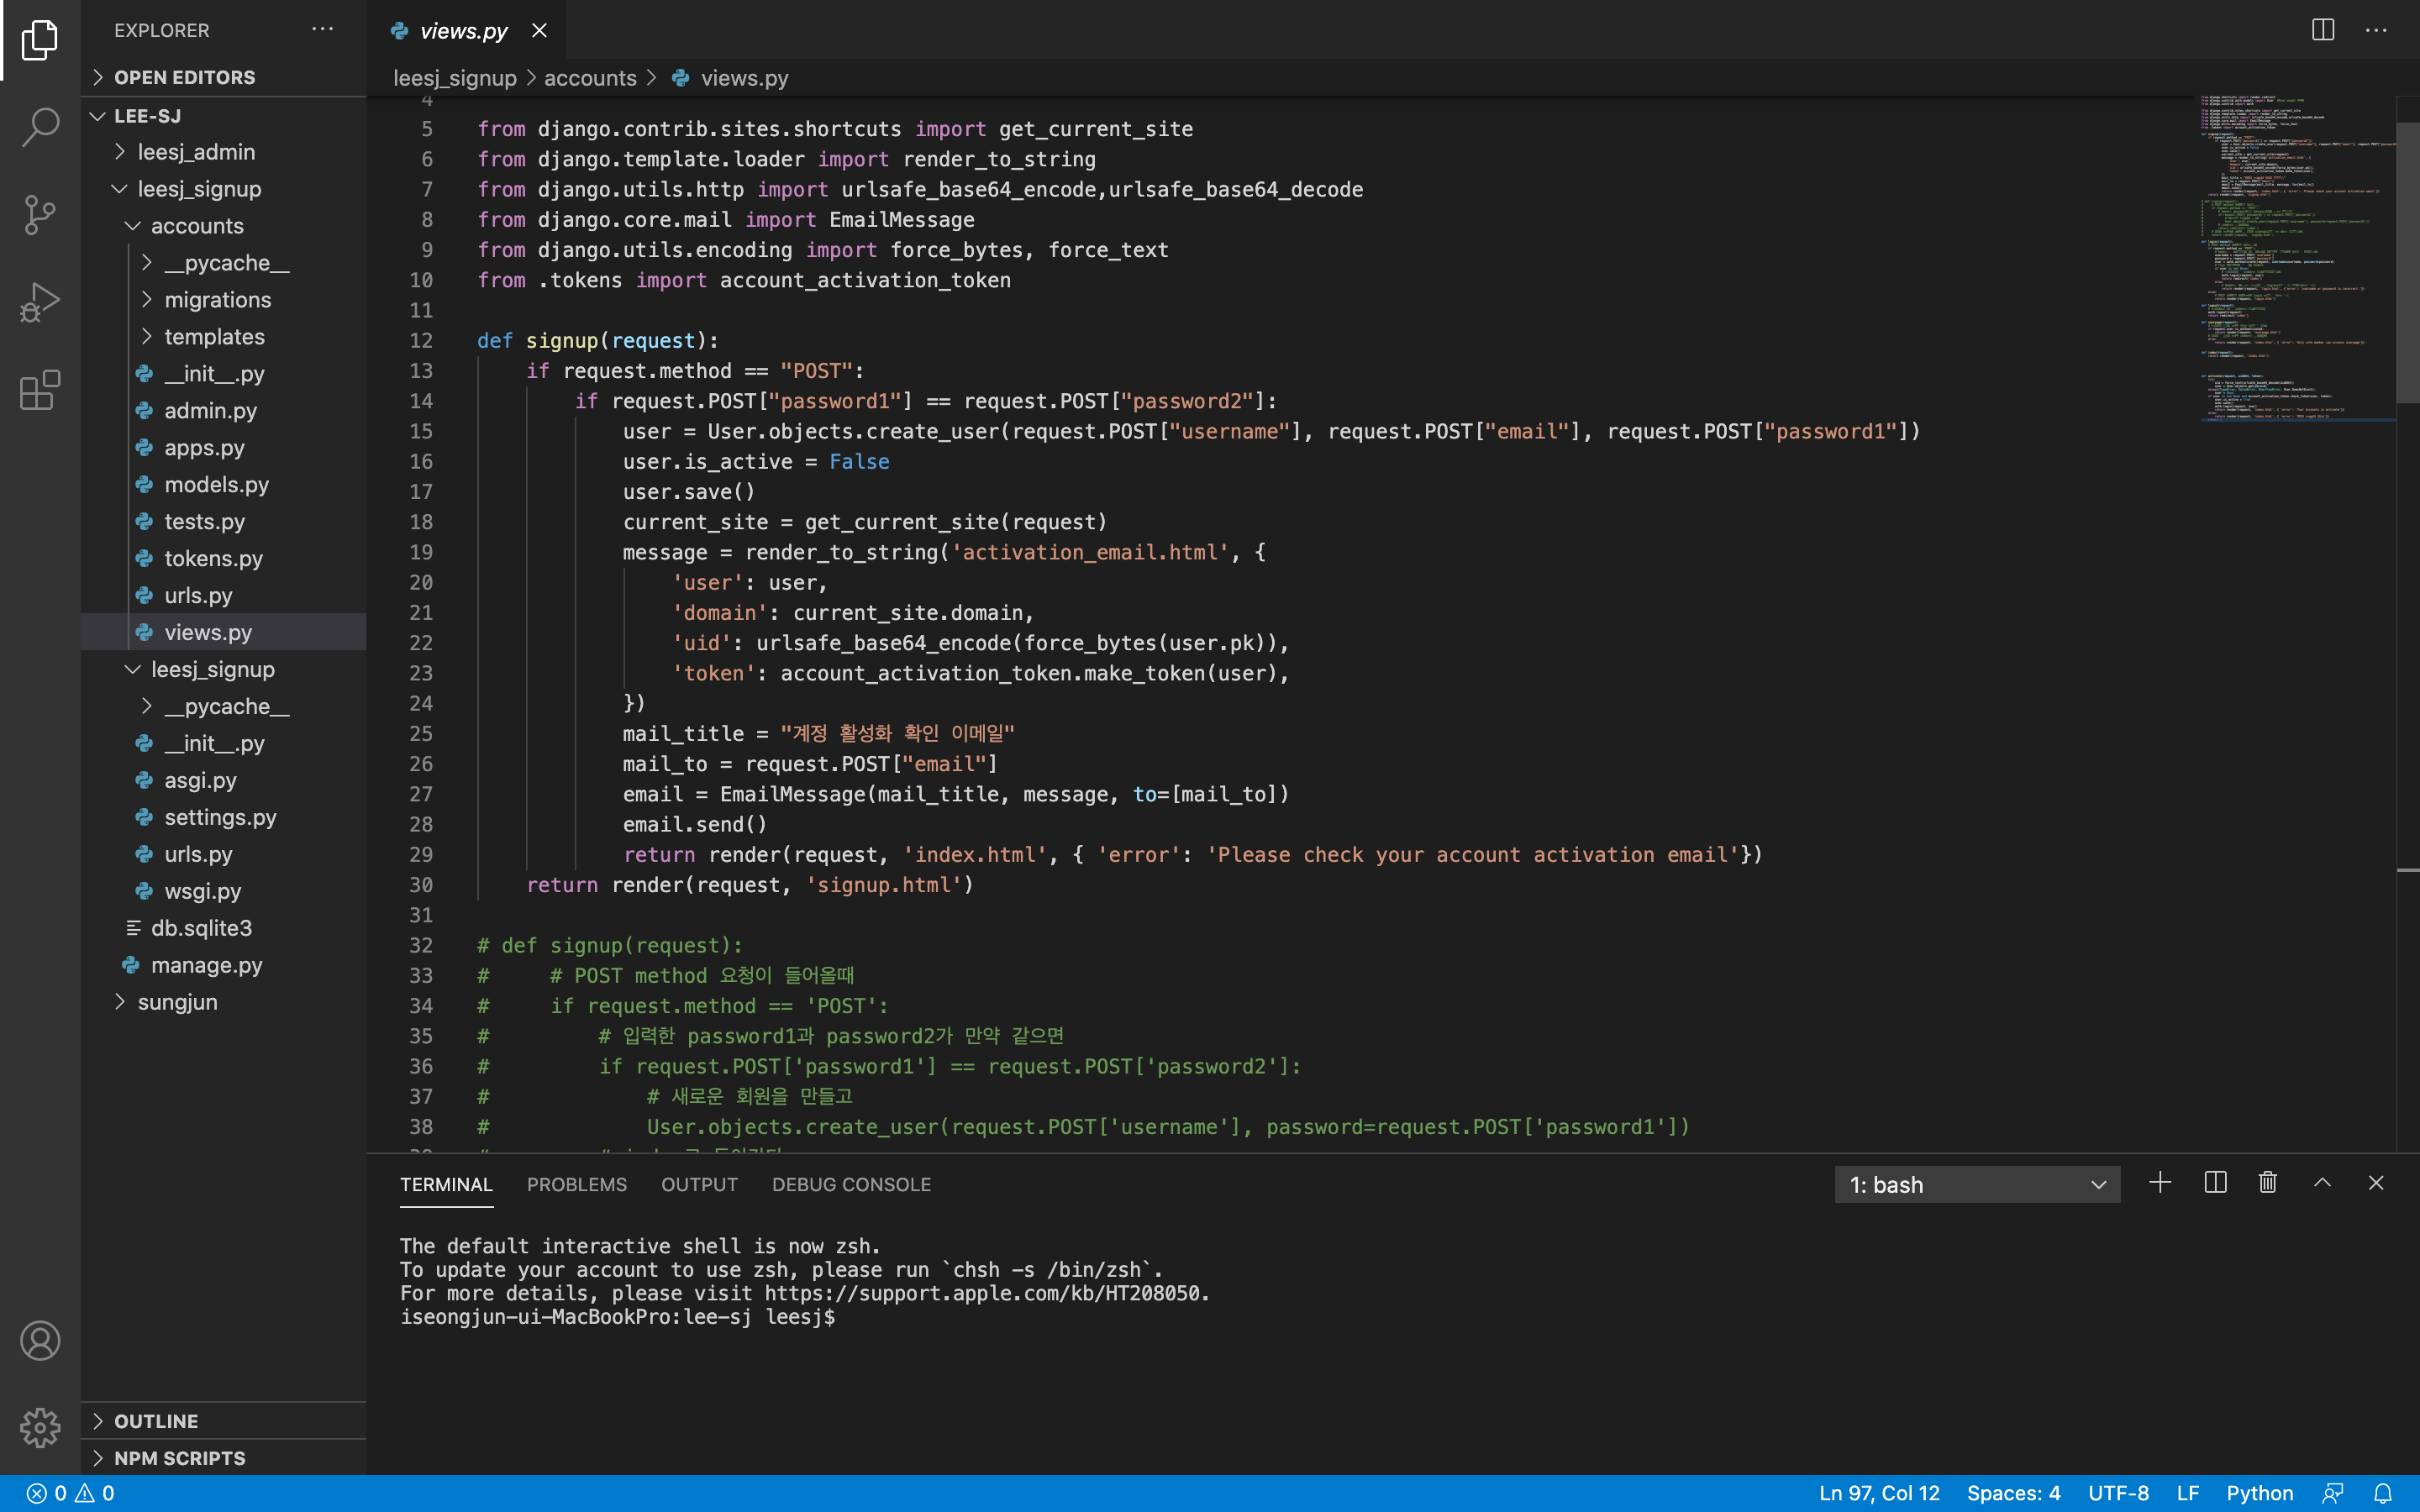 EXPLORER
OPEN EDITORS
LEE-SJ
leesj_admin
leesj_signup
accounts
__pycache__
migrations
templates
__init__.py
admin.py
apps.py
models.py
tests.py
tokens.py
urls.py
views.py
leesj_signup
__pycache__
__init__.py
asgi.py
settings.py
urls.py
wsgi.py
db.sqlite3
manage.py
sungjun
OUTLINE
NPM SCRIPTS
views.py
leesj_signup > accounts > views.py
4
5 from django.contrib.sites.shortcuts import get_current_site
6 from django.template.loader import render_to_string
7 from django.utils.http import urlsafe_base64_encode,urlsafe_base64_decode
8 from django.core.mail import EmailMessage
9 from django.utils.encoding import force_bytes, force_text
10 from .tokens import account_activation_token
11
12 def signup(request):
13 if request.method == "POST":
14 if request.POST["password1"] == request.POST["password2"]:
15 user = User.objects.create_user(request.POST["username"], request.POST["email"], request.POST["password1"])
16 user.is_active = False
17 user.save()
18 current_site = get_current_site(request)
19 message = render_to_string('activation_email.html', {
20 'user': user,
21 'domain': current_site.domain,
22 'uid': urlsafe_base64_encode(force_bytes(user.pk)),
23 'token': account_activation_token.make_token(user),
24 })
25 mail_title = "계정 활성화 확인 이메일"
26 mail_to = request.POST["email"]
27 email = EmailMessage(mail_title, message, to=[mail_to])
28 email.send()
29 return render(request, 'index.html', { 'error': 'Please check your account activation email'})
30 return render(request, 'signup.html')
31
32 # def signup(request):
33 # # POST method 요청이 들어올때
34 # if request.method == 'POST':
35 # # 입력한 password1과 password2가 만약 같으면
36 # if request.POST['password1'] == request.POST['password2']:
37 # # 새로운 회원을 만들고
38 # User.objects.create_user(request.POST['username'], password=request.POST['password1'])
TERMINAL PROBLEMS OUTPUT DEBUG CONSOLE 1: bash
The default interactive shell is now zsh.
To update your account to use zsh, please run `chsh -s /bin/zsh`.
For more details, please visit https://support.apple.com/kb/HT208050.
iseongjun-ui-MacBookPro:lee-sj leesj$
0 0 Ln 97, Col 12 Spaces: 4 UTF-8 LF Python